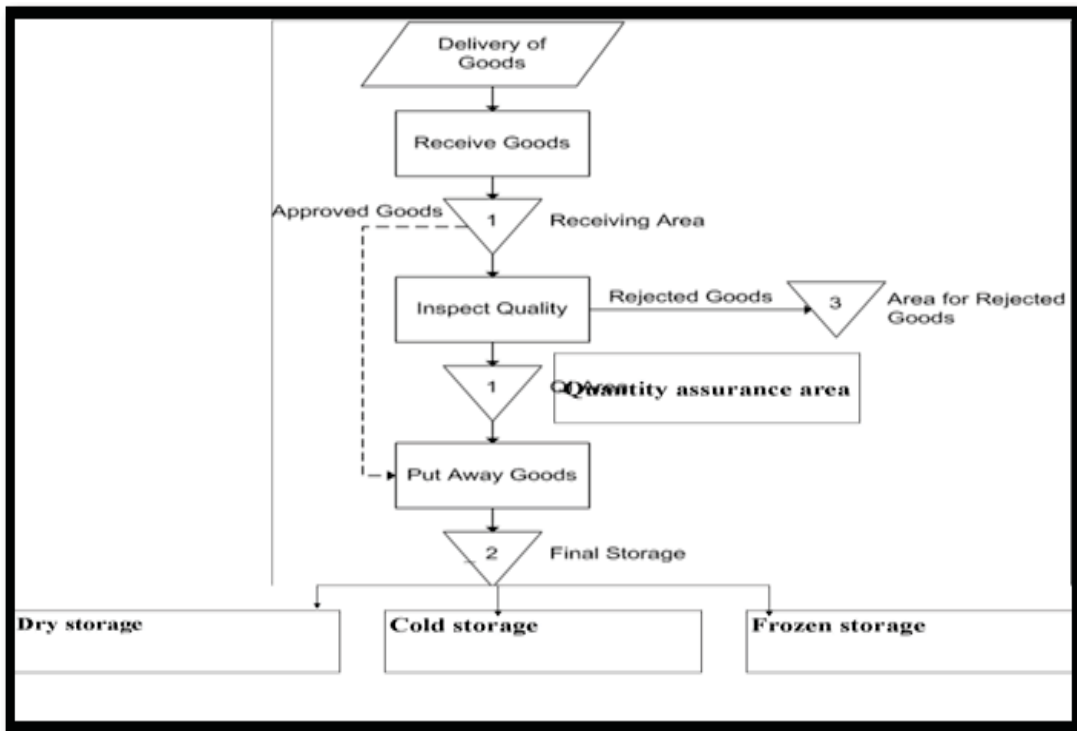 Delivery of
Goods
Receive Goods
Approved Goods
1
Receiving Area
Inspect Quality
Rejected Goods
3
Area for Rejected
Goods
1
Quantity assurance area
Put Away Goods
2
Final Storage
Dry storage
Cold storage
Frozen storage